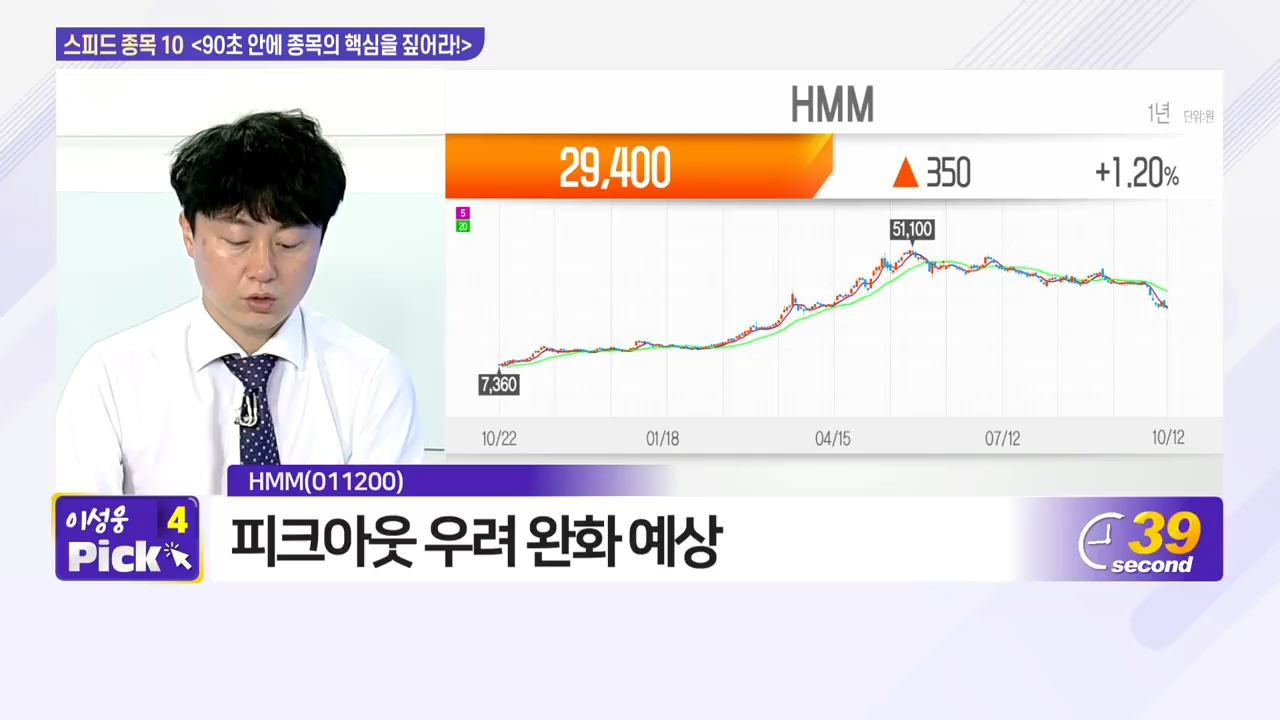 스피드 종목 10 <90초 안에 종목의 핵심을 짚어라!>
HMM
1년 단위:원
29,400
▲ 350
+1.20%
5
20
51,100
7,360
10/22
01/18
04/15
07/12
10/12
HMM(011200)
이성웅 4
Pick
피크아웃 우려 완화 예상
39
second